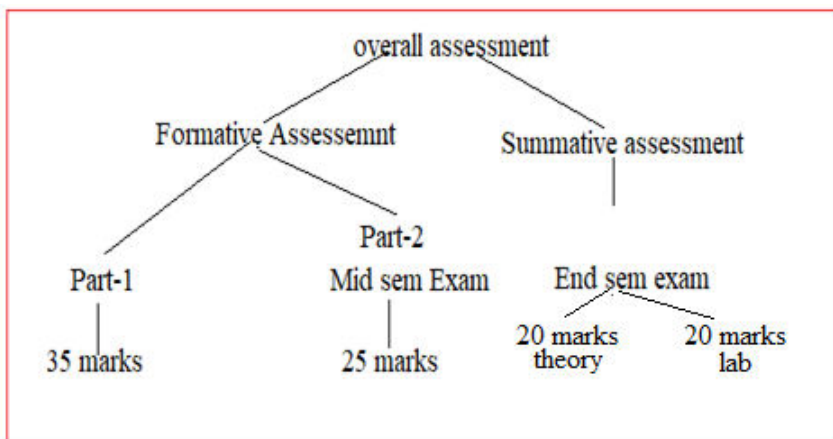 overall assessment
Formative Assessemnt
Summative assessment
Part-1
Part-2
Mid sem Exam
End sem exam
35 marks
25 marks
20 marks
theory
20 marks
lab